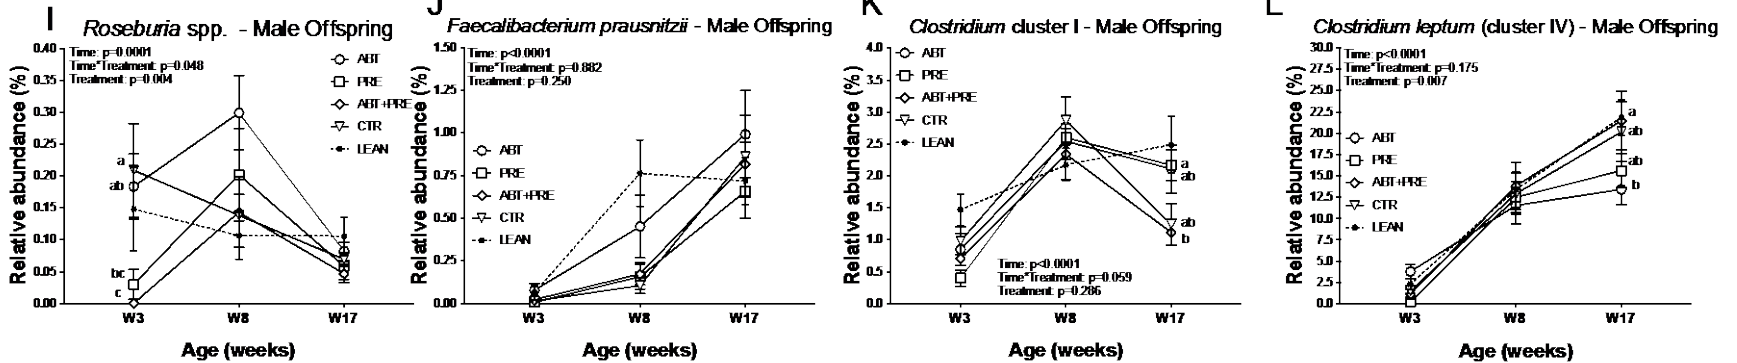 I
Roseburia spp. - Male Offspring
Time: p=0.0001
Time*Treatment: p=0.048
Treatment: p=0.004
ABT
PRE
ABT+PRE
CTR
LEAN
Relative abundance (%)
0.40
0.35
0.30
0.25
0.20
0.15
0.10
0.05
0.00
a
ab
bc
c
W3 W8 W17
Age (weeks)
J
Faecalibacterium prausnitzii - Male Offspring
Time: p<0.0001
Time*Treatment: p=0.882
Treatment: p=0.250
ABT
PRE
ABT+PRE
CTR
LEAN
Relative abundance (%)
1.50
1.25
1.00
0.75
0.50
0.25
0.00
W3 W8 W17
Age (weeks)
K
Clostridium cluster I - Male Offspring
ABT
PRE
ABT+PRE
CTR
LEAN
Relative abundance (%)
4.0
3.5
3.0
2.5
2.0
1.5
1.0
0.5
0.0
a
ab
ab
b
Time: p<0.0001
Time*Treatment: p=0.059
Treatment: p=0.286
W3 W8 W17
Age (weeks)
L
Clostridium leptum (cluster IV) - Male Offspring
Time: p<0.0001
Time*Treatment: p=0.175
Treatment: p=0.007
ABT
PRE
ABT+PRE
CTR
LEAN
Relative abundance (%)
30.0
27.5
25.0
22.5
20.0
17.5
15.0
12.5
10.0
7.5
5.0
2.5
0.0
a
ab
ab
b
W3 W8 W17
Age (weeks)